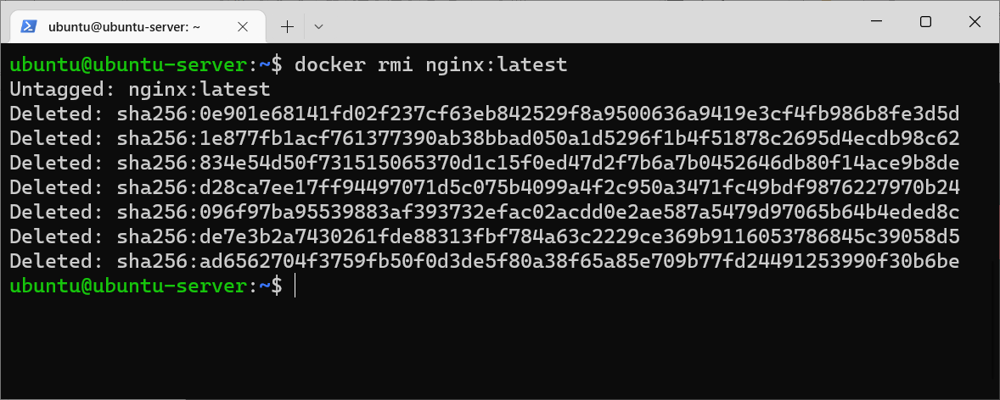 ubuntu@ubuntu-server: ~
ubuntu@ubuntu-server:~$ docker rmi nginx:latest
Untagged: nginx:latest
Deleted: sha256:0e901e68141fd02f237cf63eb842529f8a9500636a9419e3cf4fb986b8fe3d5d
Deleted: sha256:1e877fb1acf761377390ab38bbad050a1d5296f1b4f51878c2695d4ecdb98c62
Deleted: sha256:834e54d50f731515065370d1c15f0ed47d2f7b6a7b0452646db80f14ace9b8de
Deleted: sha256:d28ca7ee17ff94497071d5c075b4099a4f2c950a3471fc49bdf9876227970b24
Deleted: sha256:096f97ba95539883af393732efac02acdd0e2ae587a5479d97065b64b4eded8c
Deleted: sha256:de7e3b2a7430261fde88313fbf784a63c2229ce369b9116053786845c39058d5
Deleted: sha256:ad6562704f3759fb50f0d3de5f80a38f65a85e709b77fd24491253990f30b6be
ubuntu@ubuntu-server:~$